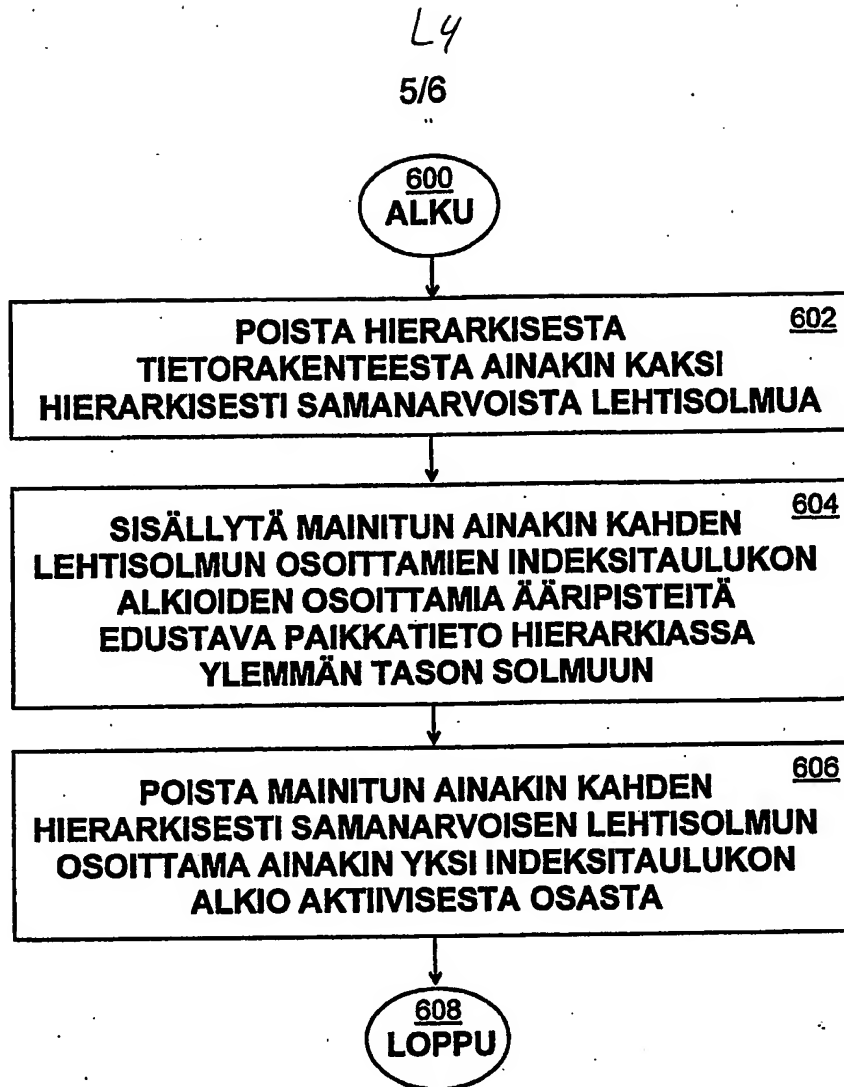 L4
5/6
600
ALKU
602
POISTA HIERARKISESTA
TIETORAKENTEESTA AINAKIN KAKSI
HIERARKISESTI SAMANARVOISTA LEHTISOLMUA
604
SISÄLLYTÄ MAINITUN AINAKIN KAHDEN
LEHTISOLMUN OSOITTAMIEN INDEKSITAULUKON
ALKIOIDEN OSOITTAMIA ÄÄRIPISTEITÄ
EDUSTAVA PAIKKATIETO HIERARKIASSA
YLEMMÄN TASON SOLMUUN
606
POISTA MAINITUN AINAKIN KAHDEN
HIERARKISESTI SAMANARVOISEN LEHTISOLMUN
OSOITTAMA AINAKIN YKSI INDEKSITAULUKON
ALKIO AKTIIVISESTA OSASTA
608
LOPPU